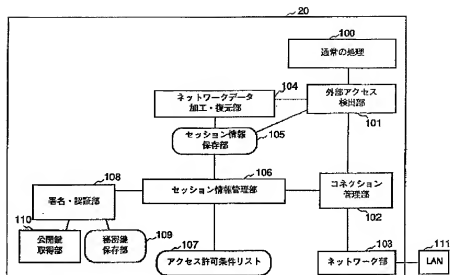 20
100
通常の処理
104
ネットワークデータ
加工・復元部
外部アクセス
検出部
101
105
セッション情報
保存部
106
108
セッション情報管理部
コネクション
管理部
102
署名・認証部
110
公開鍵
取得部
秘密鍵
保存部
109
107
アクセス許可条件リスト
103
ネットワーク部
111
LAN